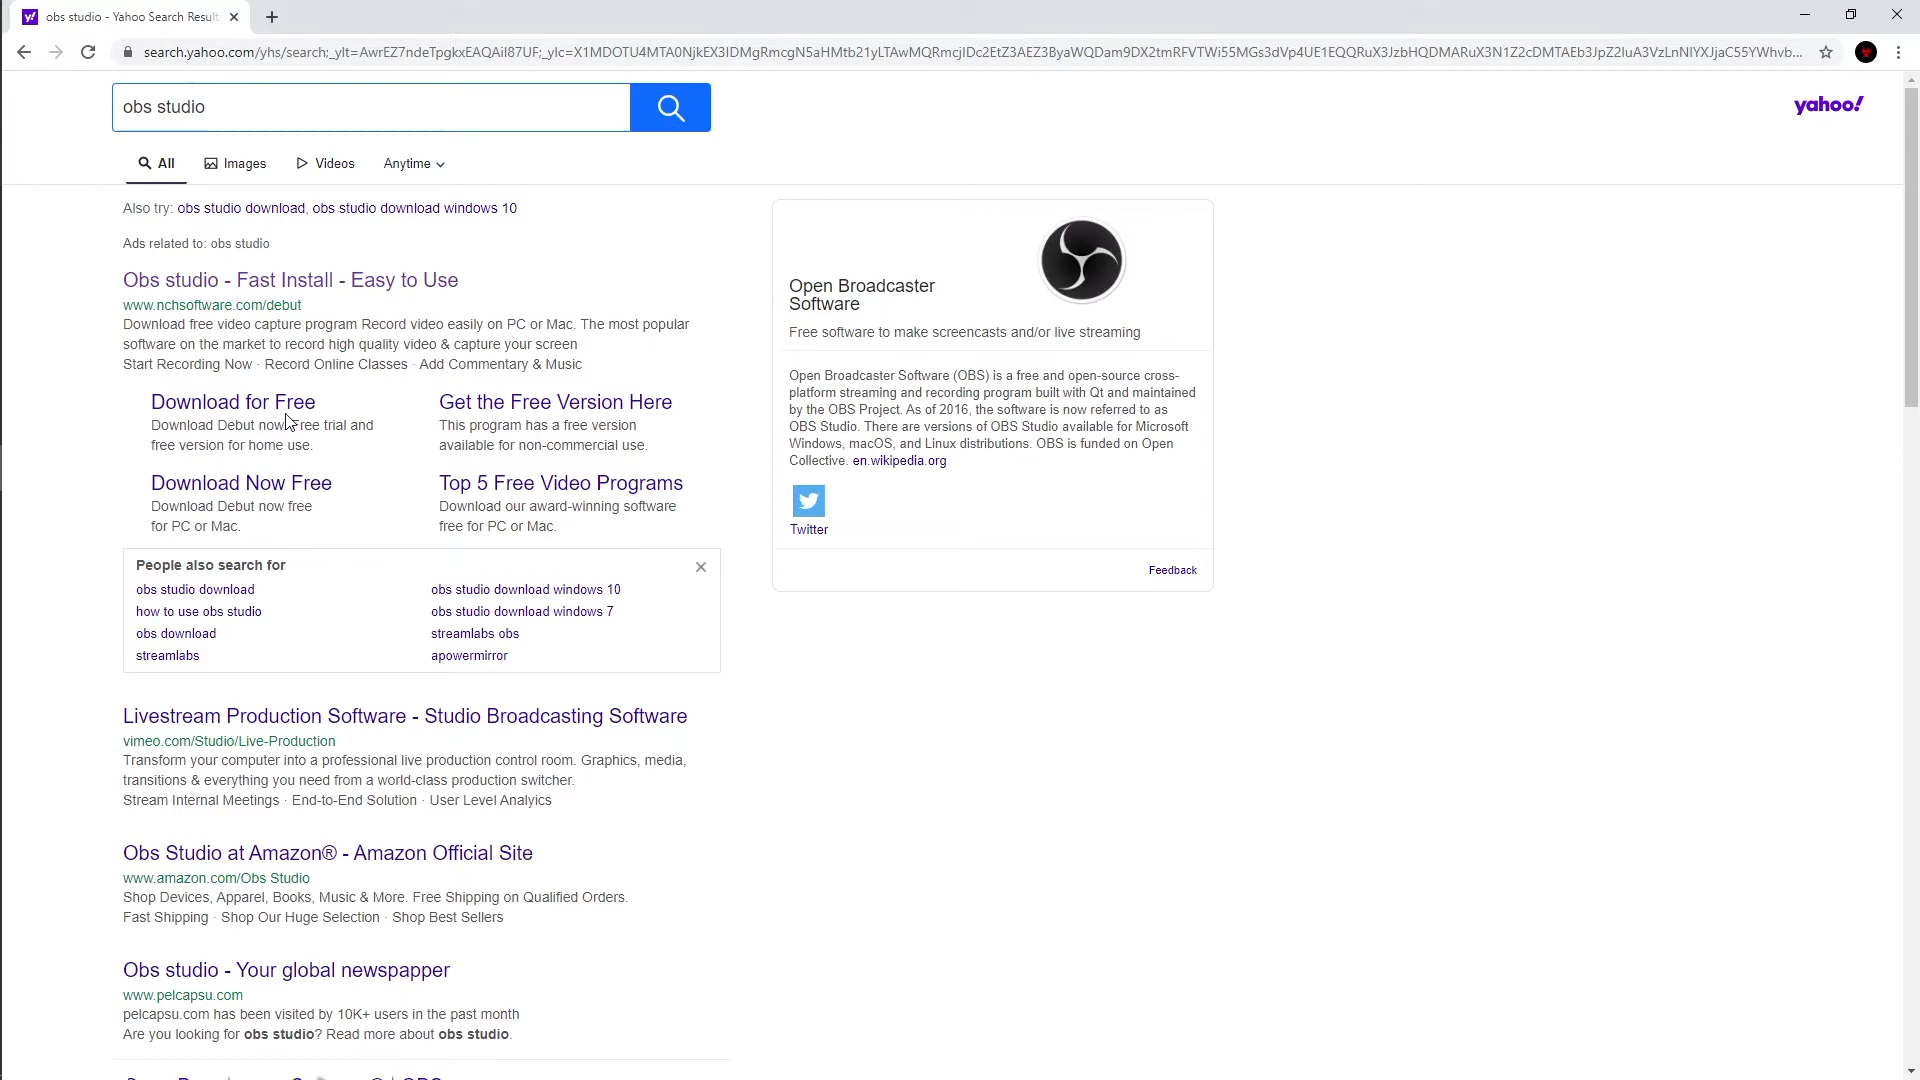 obs studio - Yahoo Search Result
search.yahoo.com/yhs/search;_ylt=AwrEZ7ndeTpgkxEAQAiI87UF;_ylc=X1MDOTU4MTA0NjkEX3IDMgRmcgN5aHMtb21yLTAwMQRmcjIDc2EtZ3AEZ3ByaWQDam9DX2tmRFVTWi55MGs3dVp4UE1EQQRuX3JzbHQDMARuX3N1Z2cDMTAEb3JpZ2luA3VzLnNlYXJjaC55YWhvb...
obs studio
yahoo!
All
Images
Videos
Anytime
Also try: obs studio download, obs studio download windows 10
Ads related to: obs studio
Obs studio - Fast Install - Easy to Use
www.nchsoftware.com/debut
Download free video capture program Record video easily on PC or Mac. The most popular
software on the market to record high quality video & capture your screen
Start Recording Now · Record Online Classes · Add Commentary & Music
Download for Free
Download Debut now. Free trial and
free version for home use.
Get the Free Version Here
This program has a free version
available for non-commercial use.
Download Now Free
Download Debut now free
for PC or Mac.
Top 5 Free Video Programs
Download our award-winning software
free for PC or Mac.
People also search for
obs studio download
obs studio download windows 10
how to use obs studio
obs studio download windows 7
obs download
streamlabs obs
streamlabs
apowermirror
Livestream Production Software - Studio Broadcasting Software
vimeo.com/Studio/Live-Production
Transform your computer into a professional live production control room. Graphics, media,
transitions & everything you need from a world-class production switcher.
Stream Internal Meetings · End-to-End Solution · User Level Analyics
Obs Studio at Amazon® - Amazon Official Site
www.amazon.com/Obs Studio
Shop Devices, Apparel, Books, Music & More. Free Shipping on Qualified Orders.
Fast Shipping · Shop Our Huge Selection · Shop Best Sellers
Obs studio - Your global newspapper
www.pelcapsu.com
pelcapsu.com has been visited by 10K+ users in the past month
Are you looking for obs studio? Read more about obs studio.
Open Broadcaster
Software
Free software to make screencasts and/or live streaming
Open Broadcaster Software (OBS) is a free and open-source cross-
platform streaming and recording program built with Qt and maintained
by the OBS Project. As of 2016, the software is now referred to as
OBS Studio. There are versions of OBS Studio available for Microsoft
Windows, macOS, and Linux distributions. OBS is funded on Open
Collective. en.wikipedia.org
Twitter
Feedback